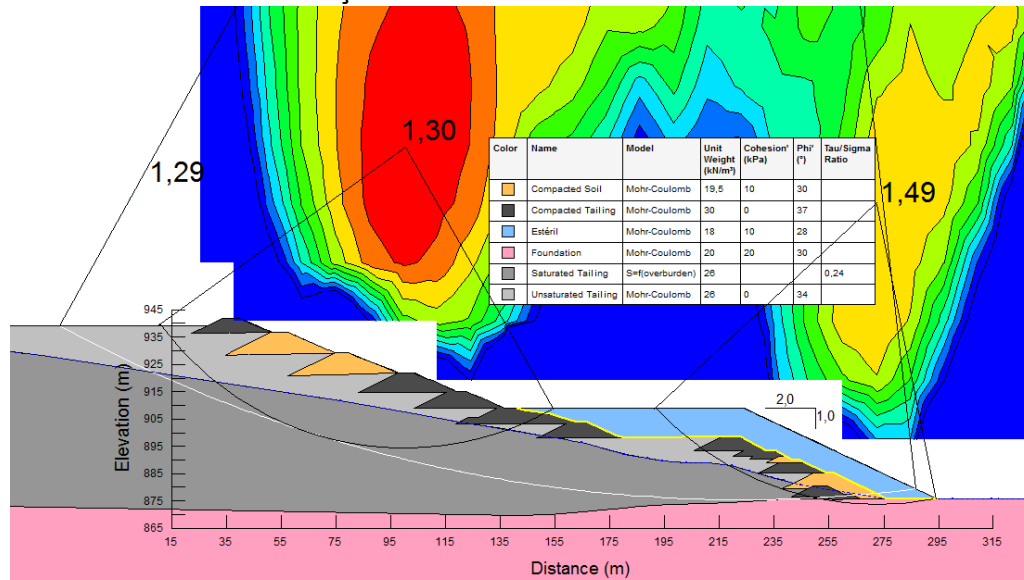 1,29
1,30
1,49
Color Name Model Unit Weight (kN/m³) Cohesion' (kPa) Phi' (°) Tau/Sigma Ratio
Compacted Soil Mohr-Coulomb 19,5 10 30
Compacted Tailing Mohr-Coulomb 30 0 37
Estéril Mohr-Coulomb 18 10 28
Foundation Mohr-Coulomb 20 20 30
Saturated Tailing S=f(overburden) 26 0,24
Unsaturated Tailing Mohr-Coulomb 26 0 34
2,0
1,0
Elevation (m)
945
935
925
915
905
895
885
875
865
15 35 55 75 95 115 135 155 175 195 215 235 255 275 295 315
Distance (m)